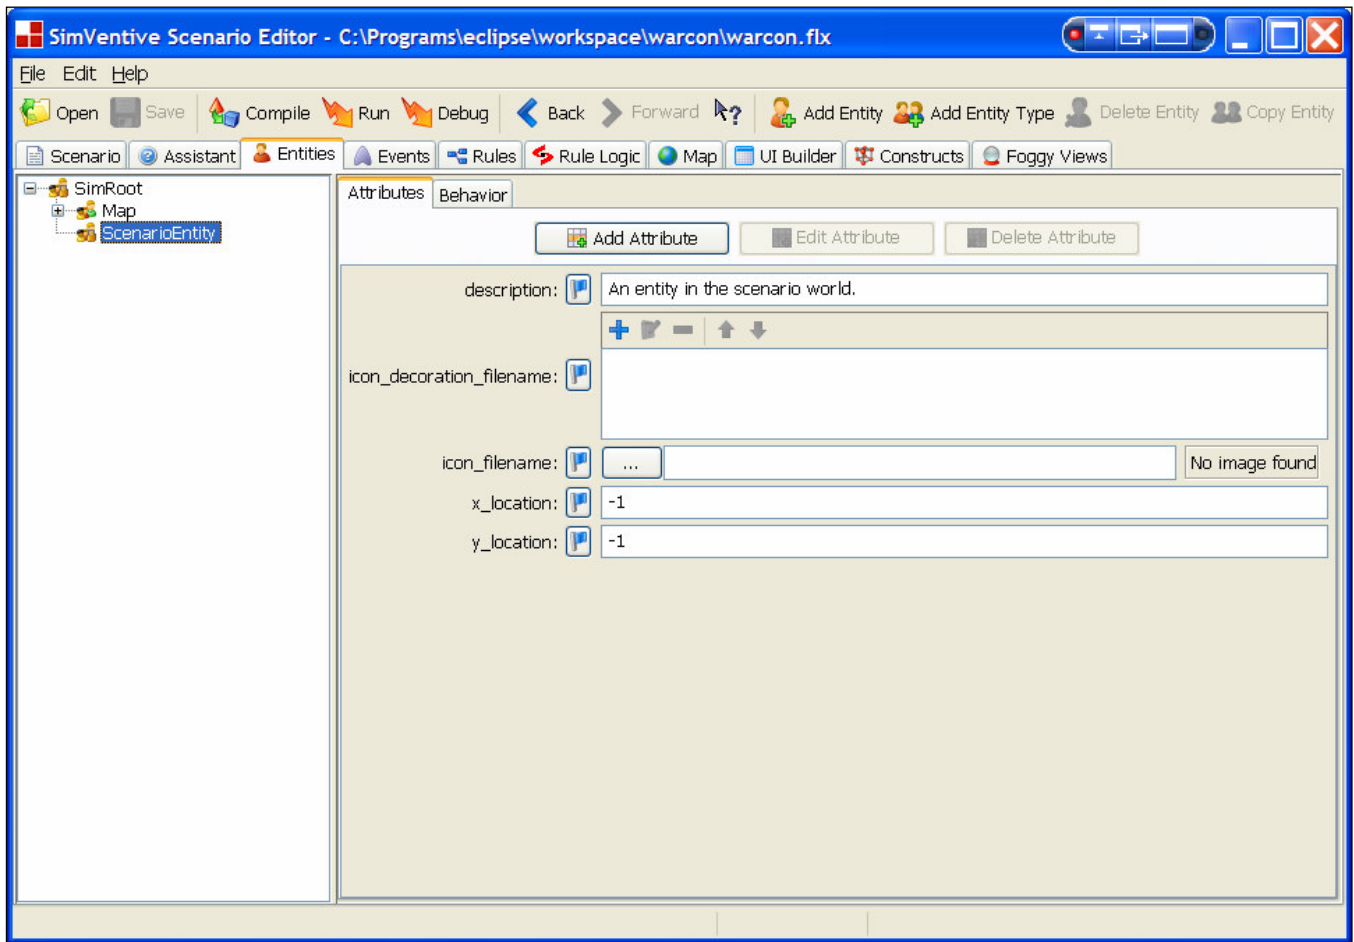 SimVentive Scenario Editor - C:\Programs\eclipse\workspace\warcon\warcon.flx
File Edit Help
Open Save Compile Run Debug Back Forward ? Add Entity Add Entity Type Delete Entity Copy Entity
Scenario Assistant Entities Events Rules Rule Logic Map UI Builder Constructs Foggy Views
SimRoot
Map
ScenarioEntity
Attributes Behavior
Add Attribute Edit Attribute Delete Attribute
description: An entity in the scenario world.
icon_decoration_filename:
icon_filename: ... No image found
x_location: -1
y_location: -1